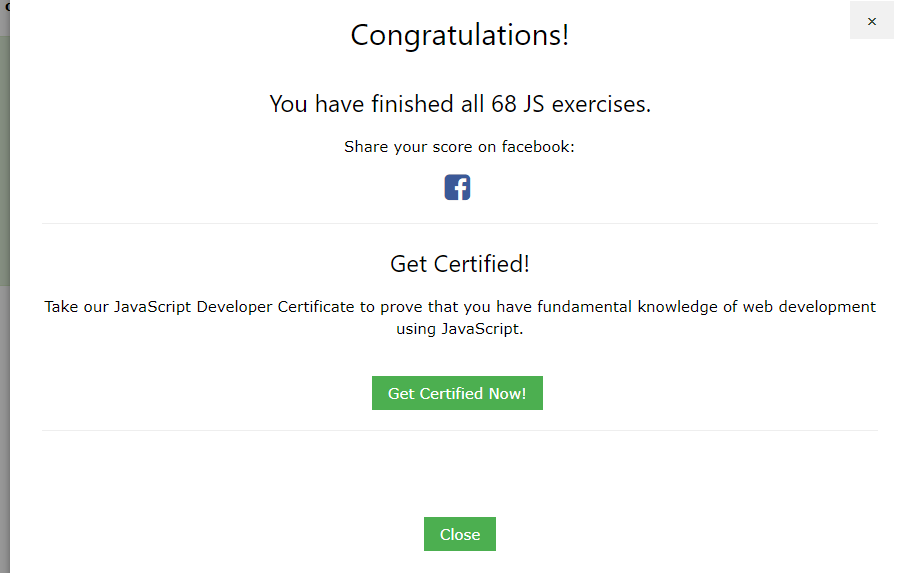 ×
Congratulations!
You have finished all 68 JS exercises.
Share your score on facebook:
Get Certified!
Take our JavaScript Developer Certificate to prove that you have fundamental knowledge of web development
using JavaScript.
Get Certified Now!
Close